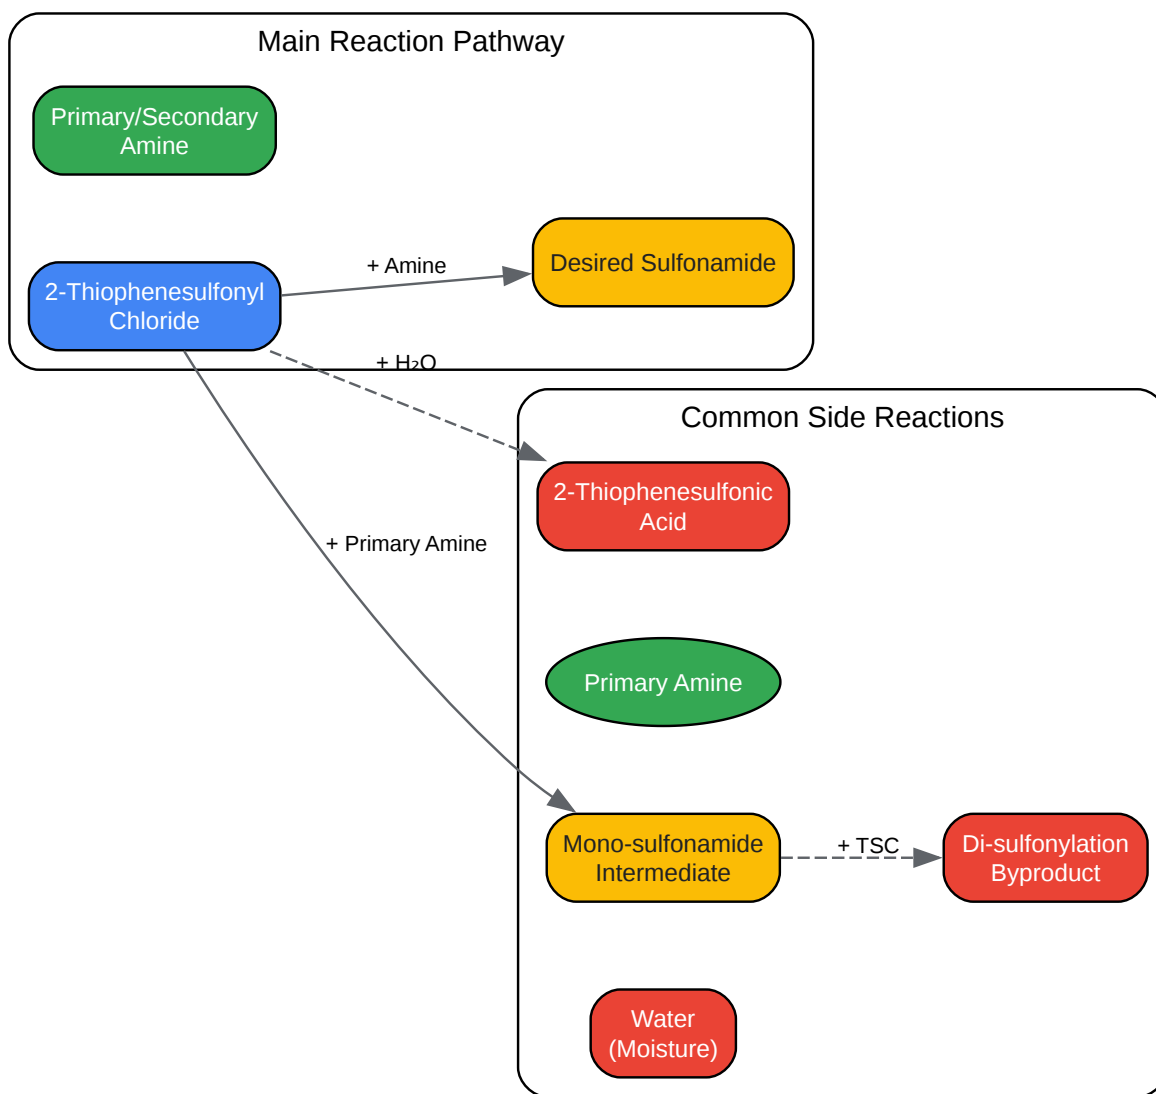 Main Reaction Pathway
Primary/Secondary
Amine
+ Amine
Desired Sulfonamide
2-Thiophenesulfonyl
Chloride
+ H₂O
Common Side Reactions
2-Thiophenesulfonic
Acid
+ Primary Amine
Primary Amine
Mono-sulfonamide
Intermediate
+ TSC
Di-sulfonylation
Byproduct
Water
(Moisture)